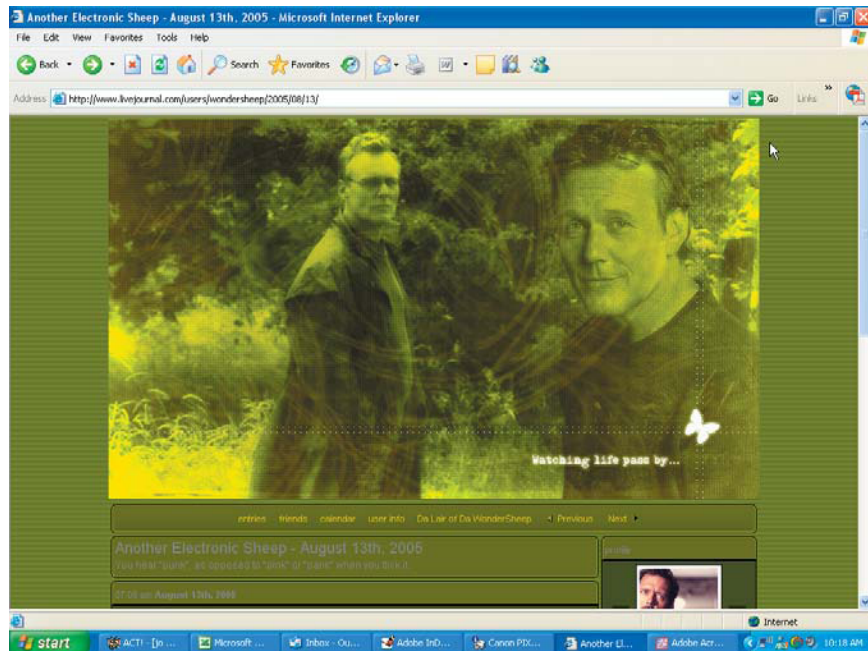 Another Electronic Sheep - August 13th, 2005 - Microsoft Internet Explorer
File Edit View Favorites Tools Help
Back Search Favorites
Address http://www.livejournal.com/users/wondersheep/2005/08/13/ Go Links »
Watching life pass by...
entries friends calendar user info Da Lair of Da WonderSheep Previous Next
Another Electronic Sheep - August 13th, 2005
profile
You hear "punk", as opposed to "pink" or "pank" when you
am August 13th,
Internet
start ACT! - [Jo ... Microsoft ... Inbox - Ou... Adobe InD... Canon PIX... Another El... Adobe Acr... 10:18 AM